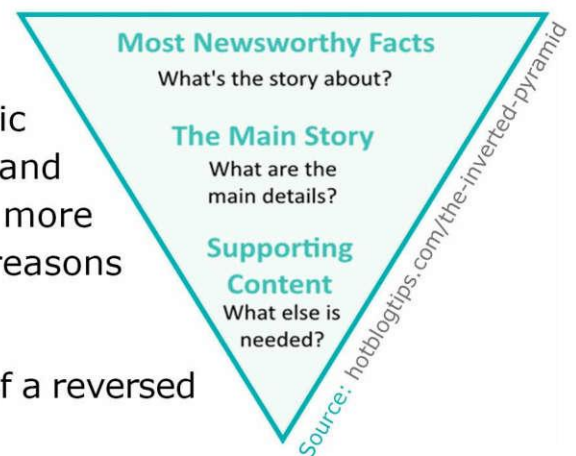 Most Newsworthy Facts
What's the story about?
The Main Story
What are the
main details?
Supporting
Content
What else is
needed?
Source: hotblogtips.com/the-inverted-pyramid
ic
and
more
reasons
f a reversed